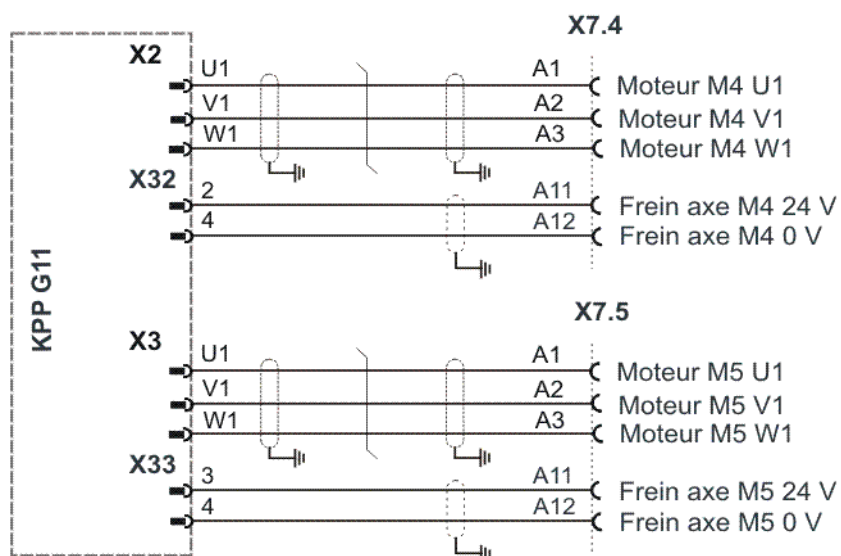 X7.4
X2
U1 A1 Moteur M4 U1
V1 A2 Moteur M4 V1
W1 A3 Moteur M4 W1
X32
2 A11 Frein axe M4 24 V
4 A12 Frein axe M4 0 V
KPP G11
X7.5
X3
U1 A1 Moteur M5 U1
V1 A2 Moteur M5 V1
W1 A3 Moteur M5 W1
X33
3 A11 Frein axe M5 24 V
4 A12 Frein axe M5 0 V